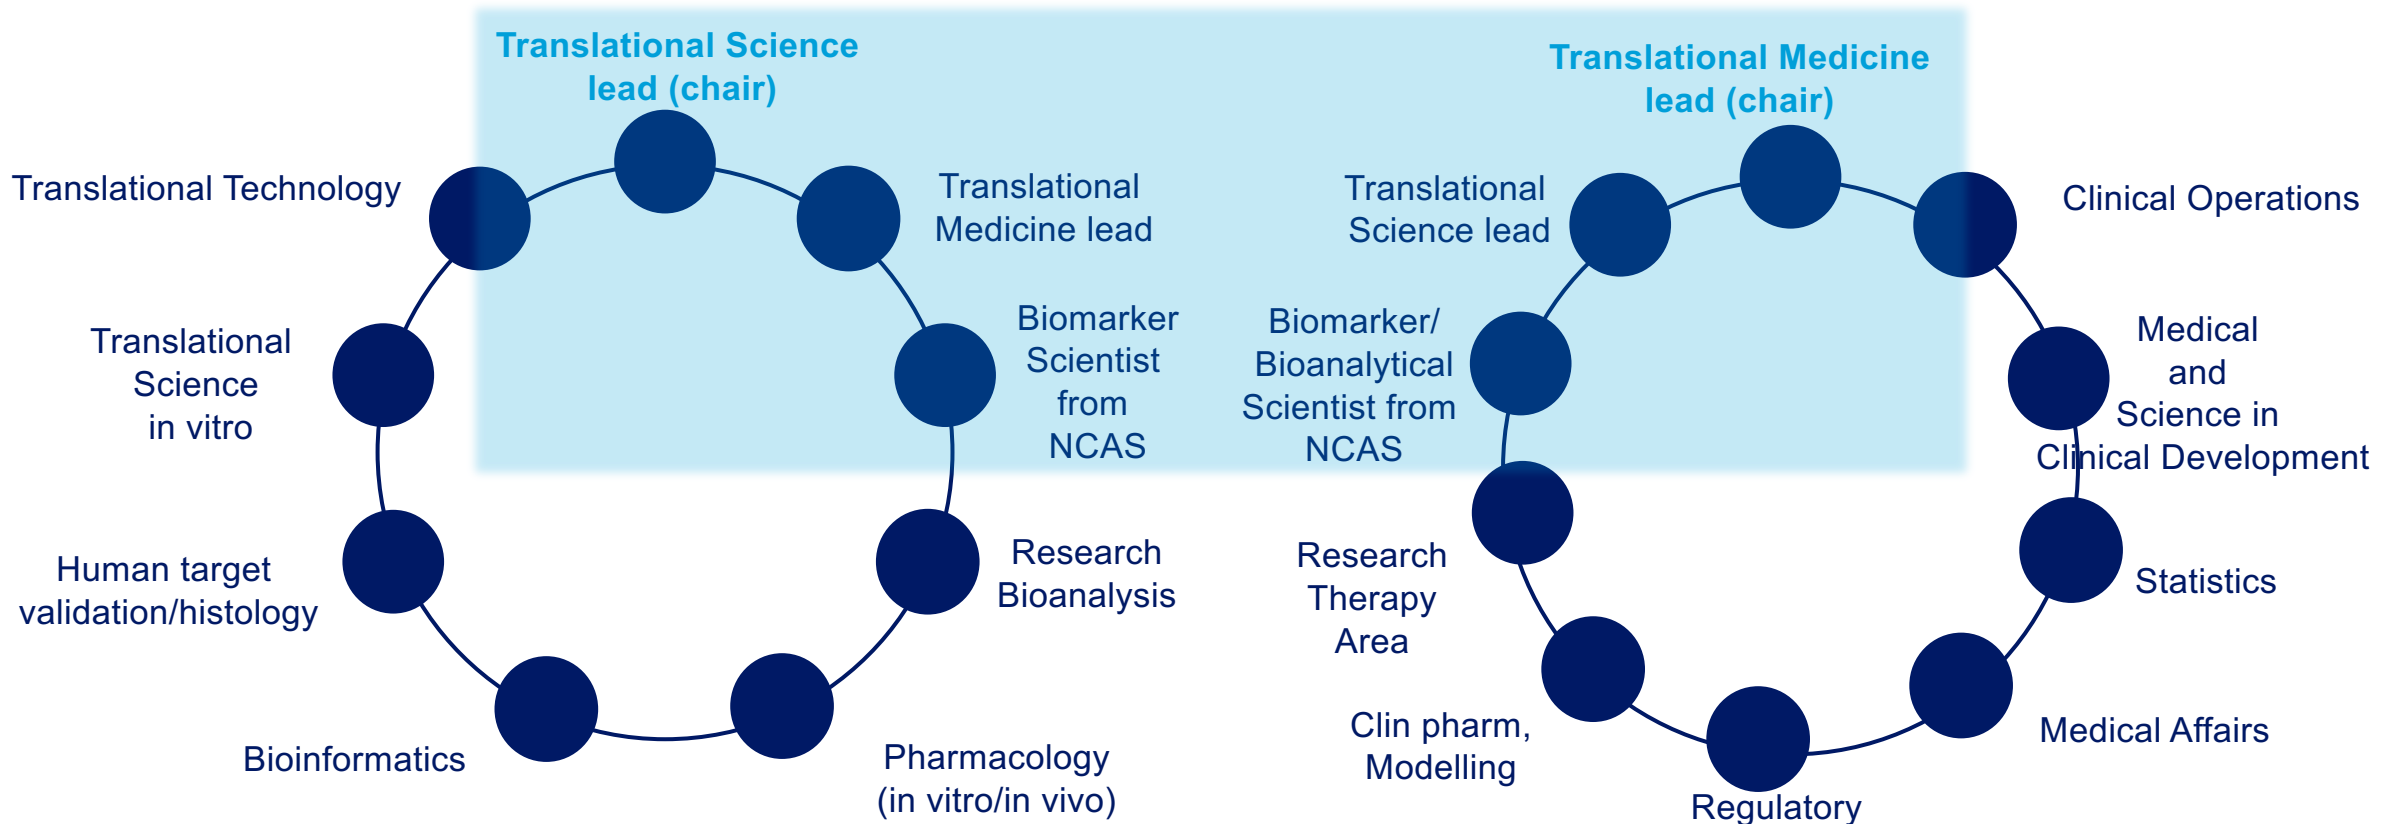 Translational Science
lead (chair)
Translational Technology
Translational
Medicine lead
Translational
Science
in vitro
Biomarker
Scientist
from
NCAS
Human target
validation/histology
Research
Bioanalysis
Bioinformatics
Pharmacology
(in vitro/in vivo)
Translational Medicine
lead (chair)
Translational
Science lead
Clinical Operations
Biomarker/
Bioanalytical
Scientist from
NCAS
Medical
and
Science in
Clinical Development
Research
Therapy
Area
Statistics
Clin pharm,
Modelling
Medical Affairs
Regulatory